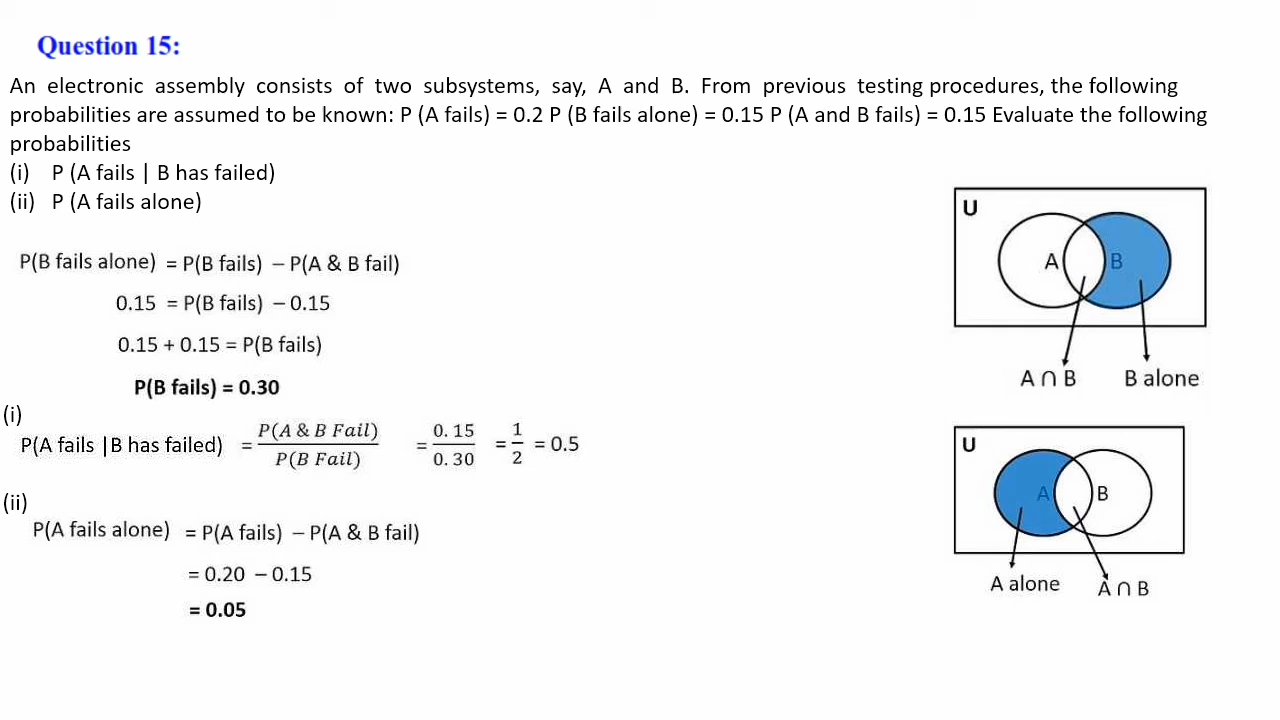 Question 15:
An electronic assembly consists of two subsystems, say, A and B. From previous testing procedures, the following
probabilities are assumed to be known: P (A fails) = 0.2 P (B fails alone) = 0.15 P (A and B fails) = 0.15 Evaluate the following
probabilities
(i) P (A fails | B has failed)
(ii) P (A fails alone)
P(B fails alone) = P(B fails) – P(A & B fail)
0.15 = P(B fails) – 0.15
0.15 + 0.15 = P(B fails)
P(B fails) = 0.30
(i)
P(A fails |B has failed) = P(A & B Fail) / P(B Fail) = 0.15 / 0.30 = 1/2 = 0.5
(ii)
P(A fails alone) = P(A fails) – P(A & B fail)
= 0.20 – 0.15
= 0.05
U
A B
A ∩ B B alone
U
A B
A alone A ∩ B